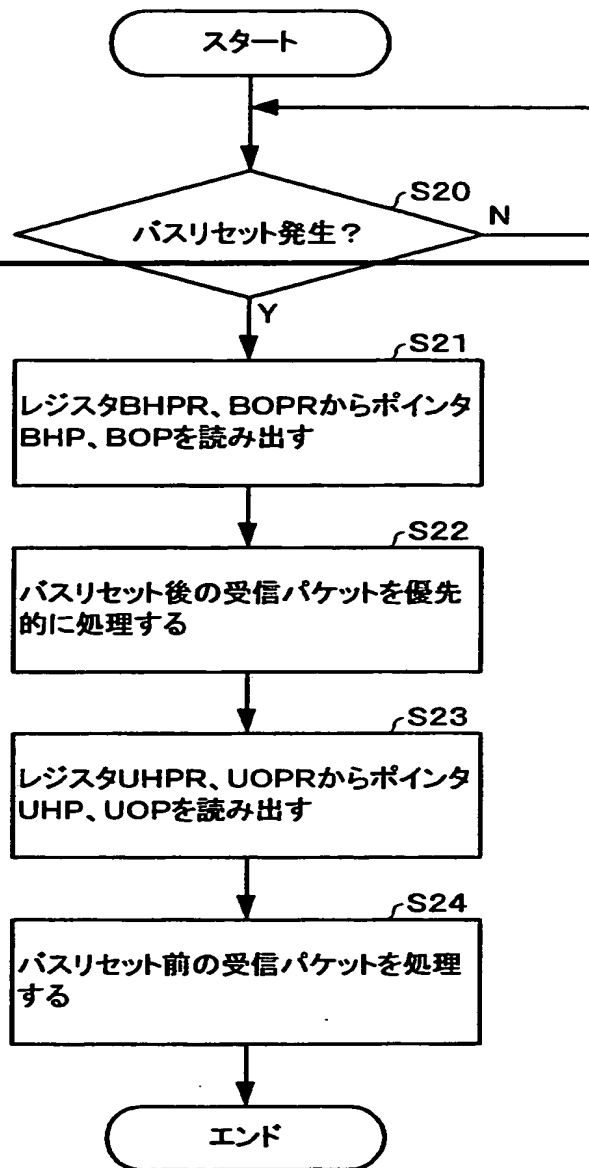 スタート
S20
バスリセット発生？
N
Y
S21
レジスタBHPR、BOPRからポインタ
BHP、BOPを読み出す
S22
バスリセット後の受信パケットを優先
的に処理する
S23
レジスタUHPR、UOPRからポインタ
UHP、UOPを読み出す
S24
バスリセット前の受信パケットを処理
する
エンド